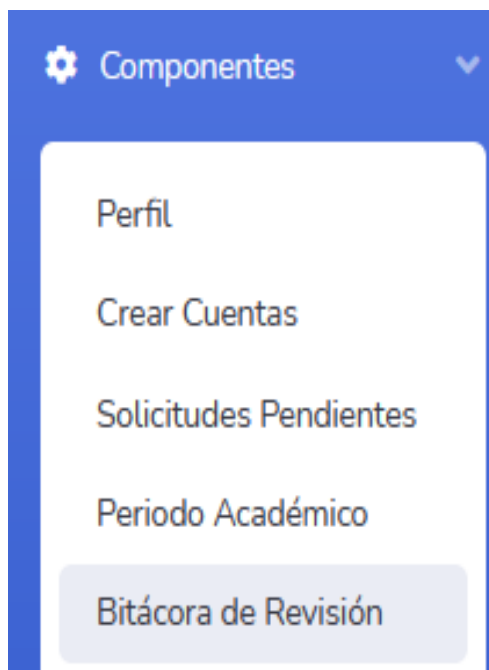 Componentes
Perfil
Crear Cuentas
Solicitudes Pendientes
Periodo Académico
Bitácora de Revisión